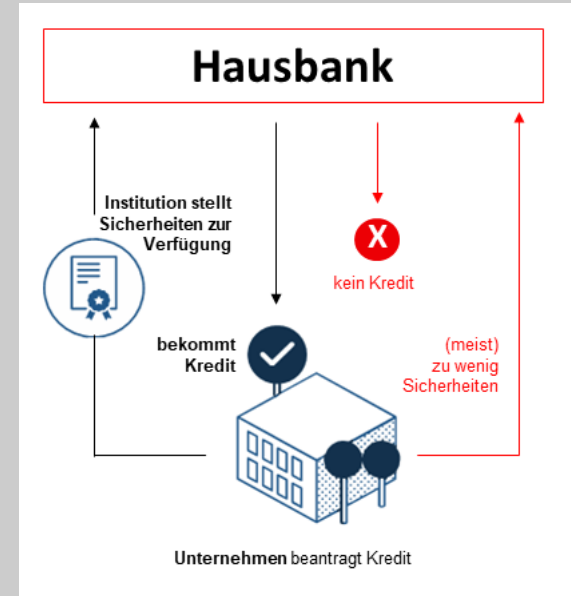 Hausbank
Institution stellt
Sicherheiten zur
Verfügung
X
kein Kredit
bekommt
Kredit
(meist)
zu wenig
Sicherheiten
Unternehmen beantragt Kredit